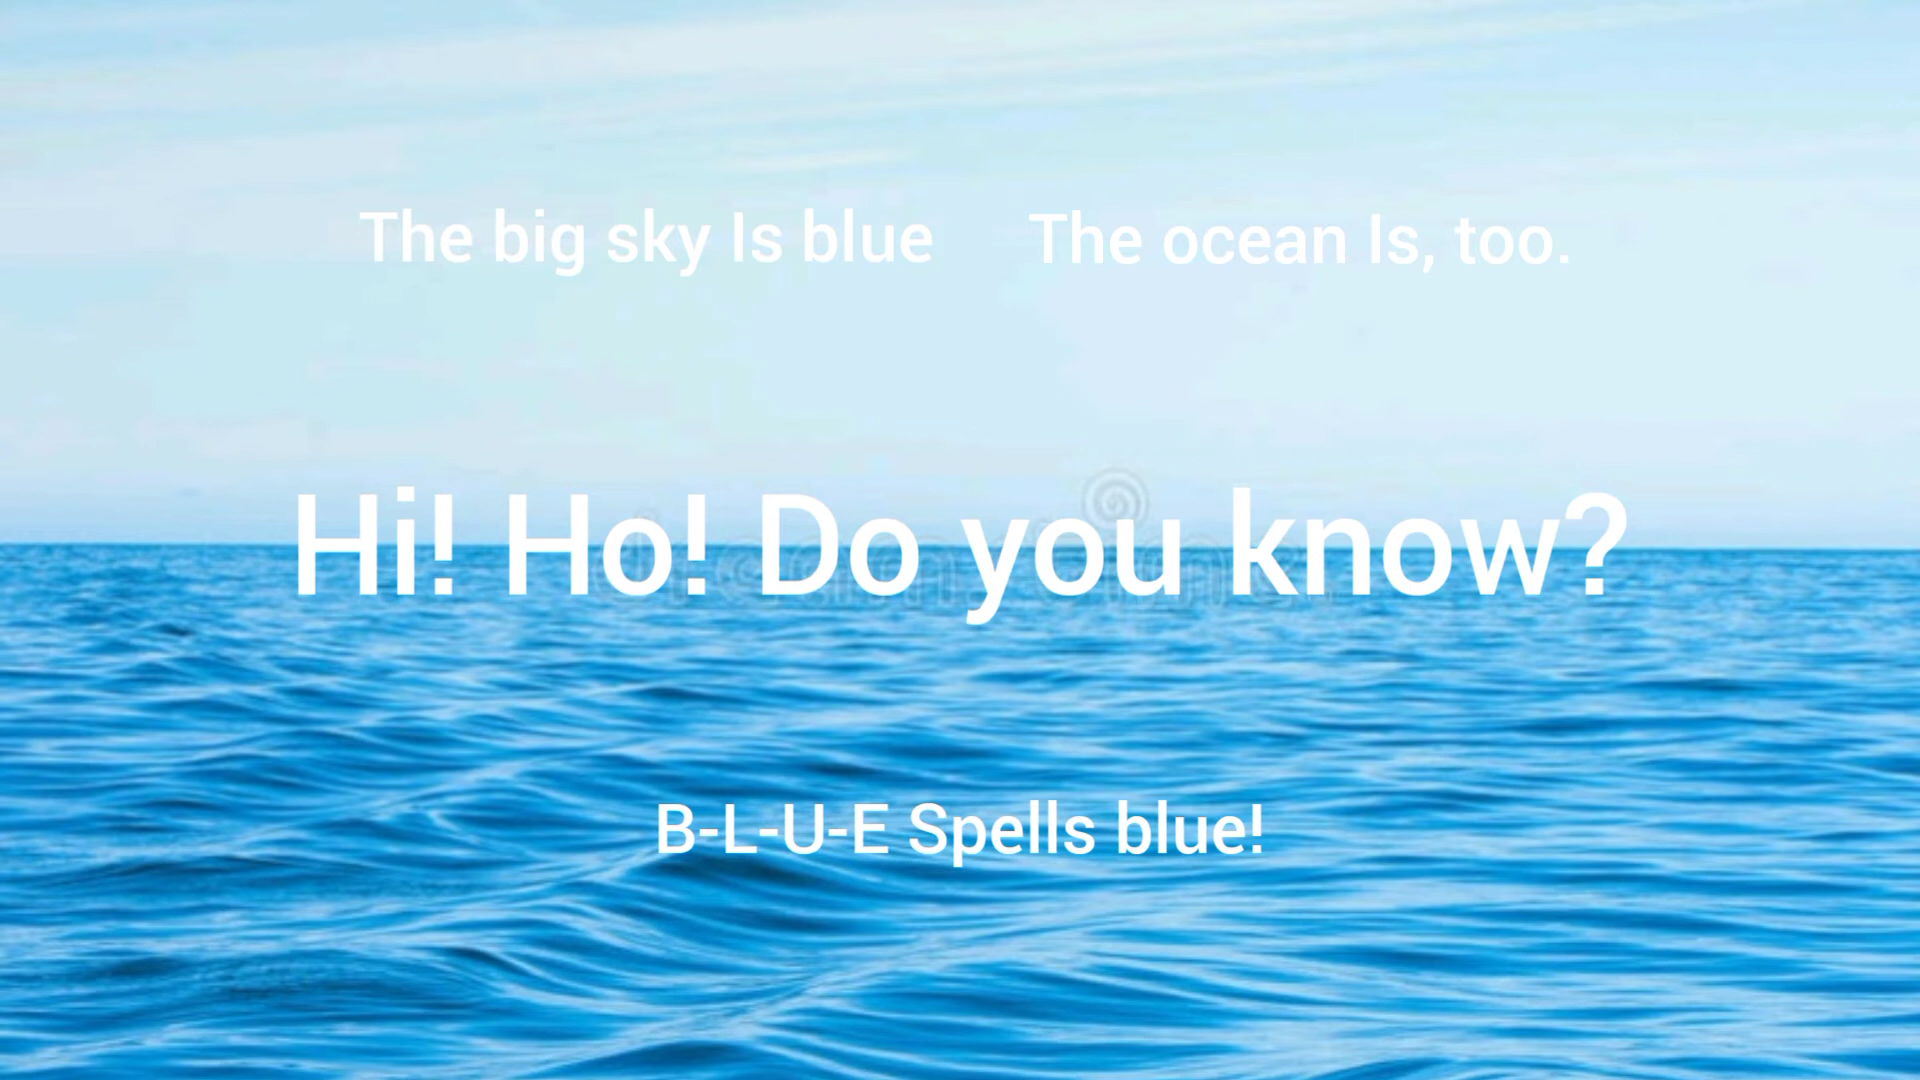 The big sky Is blue
The ocean Is, too.
Hi! Ho! Do you know?
B-L-U-E Spells blue!